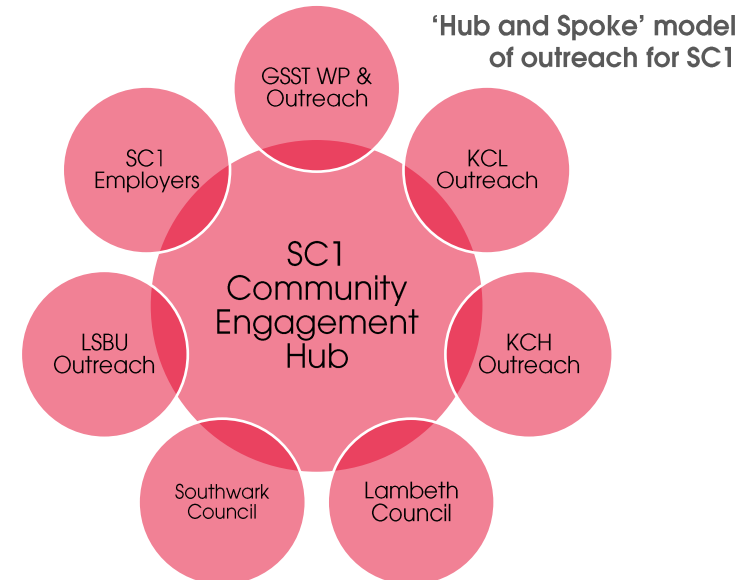 ‘Hub and Spoke’ model
of outreach for SC1
GSST WP &
Outreach
SC1
Employers
KCL
Outreach
SC1
Community
Engagement
Hub
LSBU
Outreach
KCH
Outreach
Southwark
Council
Lambeth
Council